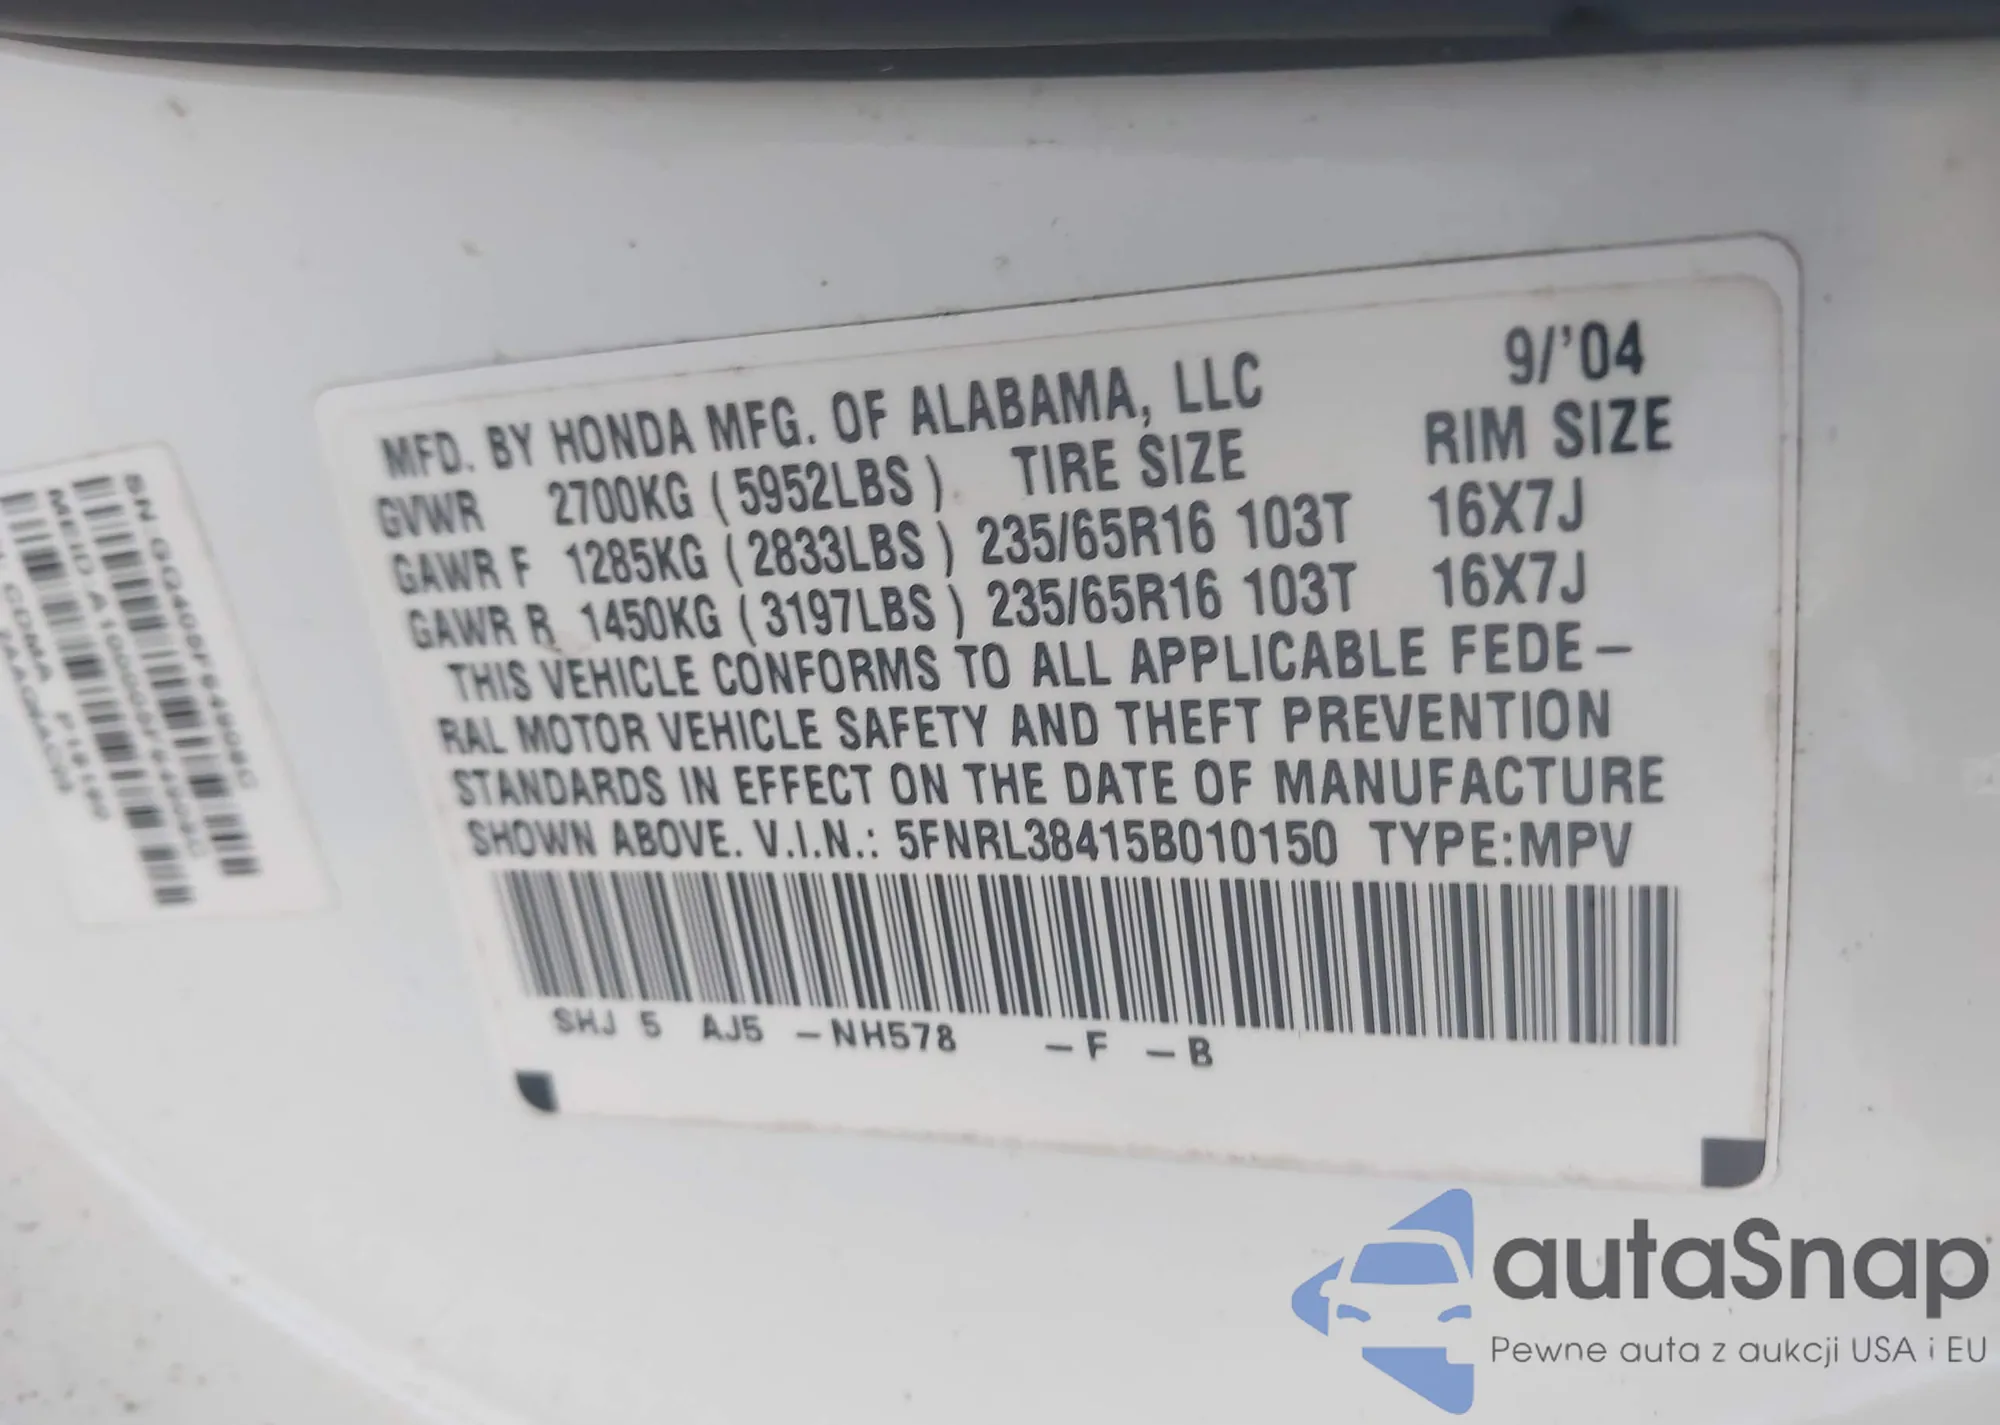 MFD. BY HONDA MFG. OF ALABAMA, LLC 9/'04
GVWR 2700KG (5952LBS) TIRE SIZE RIM SIZE
GAWR F 1285KG (2833LBS) 235/65R16 103T 16X7J
GAWR R 1450KG (3197LBS) 235/65R16 103T 16X7J
THIS VEHICLE CONFORMS TO ALL APPLICABLE FEDE–
RAL MOTOR VEHICLE SAFETY AND THEFT PREVENTION
STANDARDS IN EFFECT ON THE DATE OF MANUFACTURE
SHOWN ABOVE. V.I.N.: 5FNRL38415B010150 TYPE:MPV
SHJ 5 AJ5 –NH578 –F –B
SN
MEID
CDMA
autaSnap
Pewne auta z aukcji USA i EU